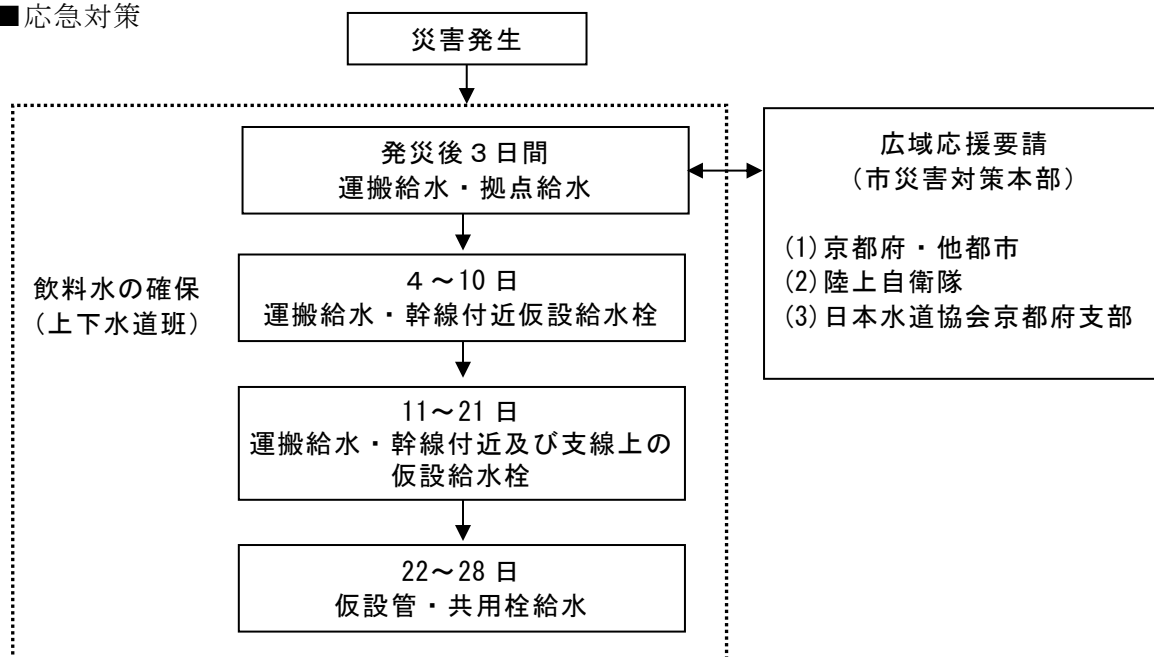 ■応急対策
災害発生
発災後３日間
運搬給水・拠点給水
広域応援要請
（市災害対策本部）
(1)京都府・他都市
(2)陸上自衛隊
(3)日本水道協会京都府支部
飲料水の確保
（上下水道班）
４～10 日
運搬給水・幹線付近仮設給水栓
11～21 日
運搬給水・幹線付近及び支線上の
仮設給水栓
22～28 日
仮設管・共用栓給水